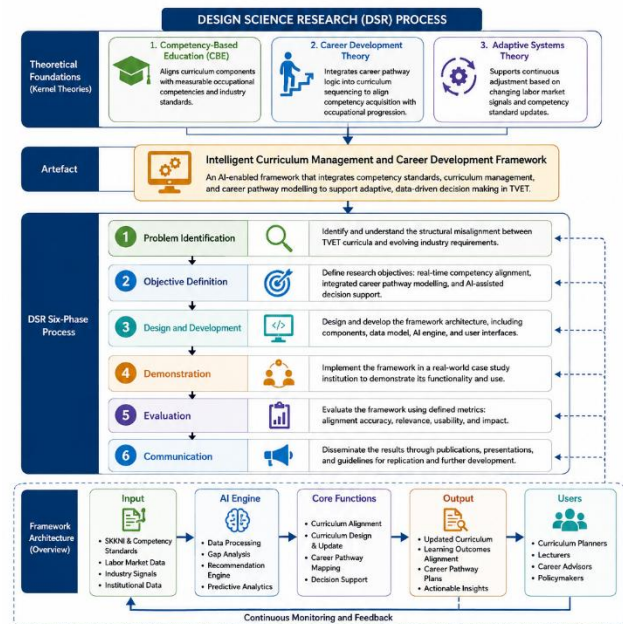 DESIGN SCIENCE RESEARCH (DSR) PROCESS
Theoretical
Foundations
(Kernel Theories)
1. Competency-Based
Education (CBE)
Aligns curriculum components
with measurable occupational
competencies and industry
standards.
2. Career Development
Theory
Integrates career pathway
logic into curriculum
sequencing to align
competency acquisition with
occupational progression.
3. Adaptive Systems
Theory
Supports continuous
adjustment based on
changing labor market
signals and competency
standard updates.
Artefact
Intelligent Curriculum Management and Career Development Framework
An AI-enabled framework that integrates competency standards, curriculum management,
and career pathway modelling to support adaptive, data-driven decision making in TVET.
DSR Six-Phase
Process
1 Problem Identification
Identify and understand the structural misalignment between
TVET curricula and evolving industry requirements.
2 Objective Definition
Define research objectives: real-time competency alignment,
integrated career pathway modelling, and AI-assisted
decision support.
3 Design and Development
</>
Design and develop the framework architecture, including
components, data model, AI engine, and user interfaces.
4 Demonstration
Implement the framework in a real-world case study
institution to demonstrate its functionality and use.
5 Evaluation
Evaluate the framework using defined metrics:
alignment accuracy, relevance, usability, and impact.
6 Communication
Disseminate the results through publications, presentations,
and guidelines for replication and further development.
Framework
Architecture
(Overview)
Input
• SKKNI & Competency
Standards
• Labor Market Data
• Industry Signals
• Institutional Data
AI Engine
• Data Processing
• Gap Analysis
• Recommendation
Engine
• Predictive Analytics
Core Functions
• Curriculum Alignment
• Curriculum Design
& Update
• Career Pathway
Mapping
• Decision Support
Output
• Updated Curriculum
• Learning Outcomes
Alignment
• Career Pathway
Plans
• Actionable Insights
Users
• Curriculum Planners
• Lecturers
• Career Advisors
• Policymakers
Continuous Monitoring and Feedback